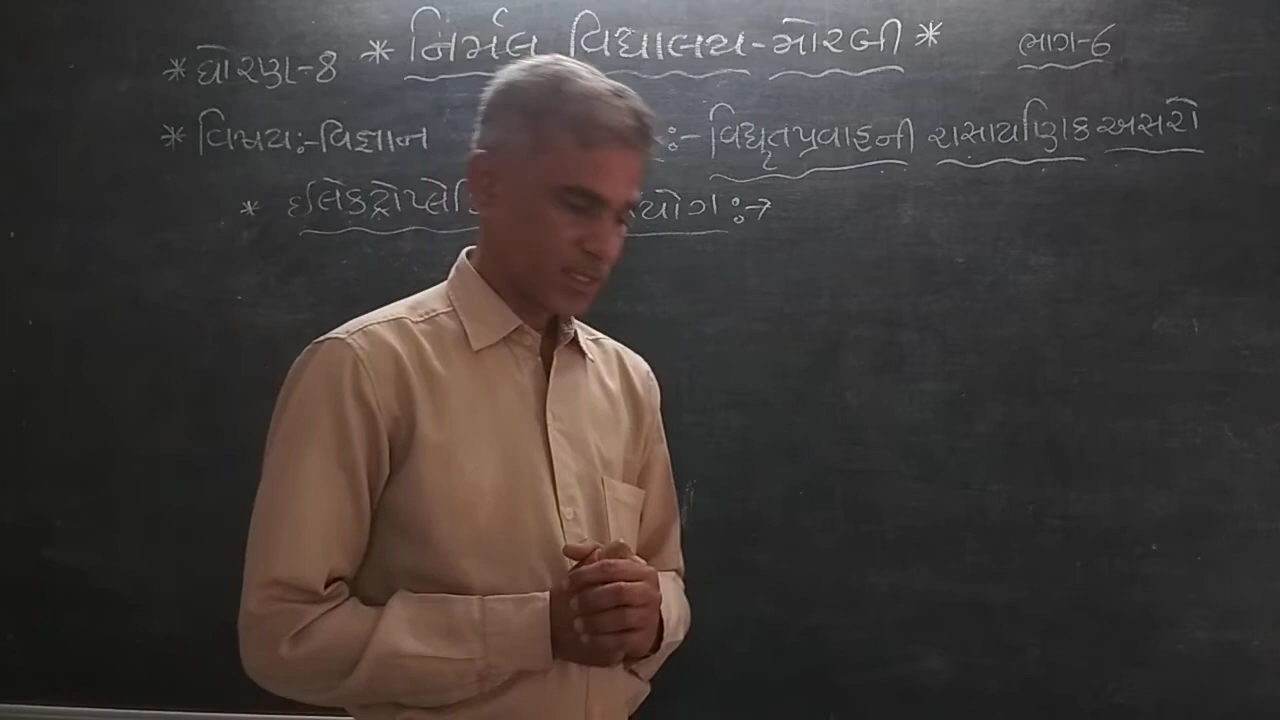 * નિર્મલ વિદ્યાલય-મોરબી *
* ધોરણ-8
ભાગ-6
* વિષય:-વિજ્ઞાન :- વિદ્યુતપ્રવાહની રાસાયણિક અસરો
* :→